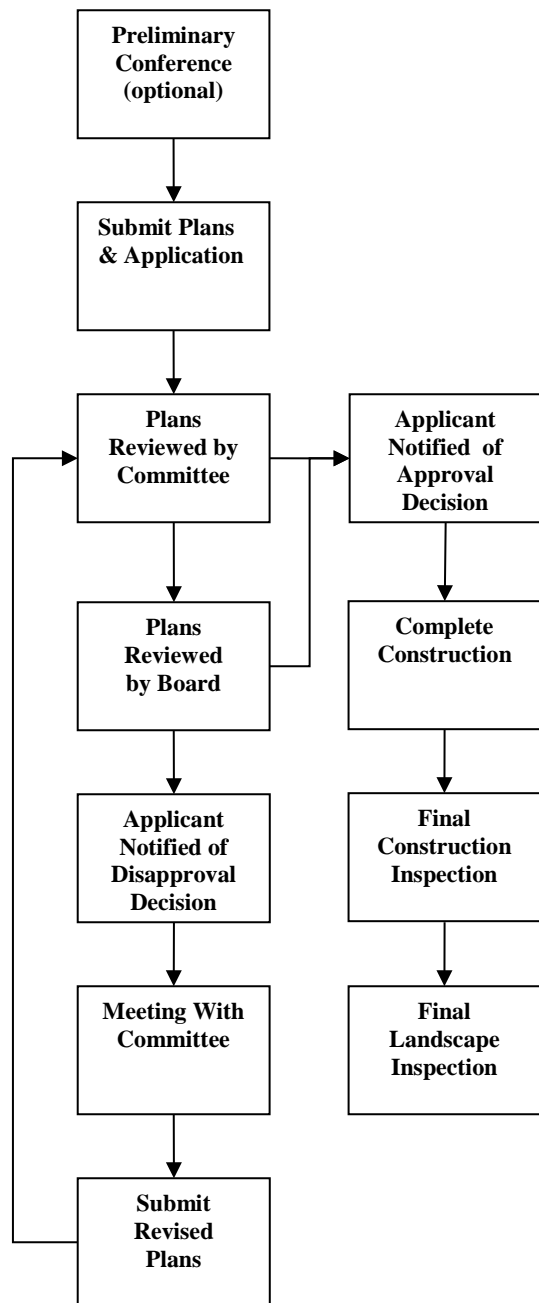 Preliminary
Conference
(optional)
Submit Plans
& Application
Plans
Reviewed by
Committee
Applicant
Notified of
Approval
Decision
Plans
Reviewed
by Board
Complete
Construction
Applicant
Notified of
Disapproval
Decision
Final
Construction
Inspection
Meeting With
Committee
Final
Landscape
Inspection
Submit
Revised
Plans